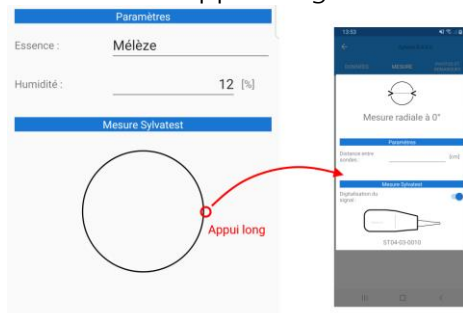 Paramètres
Essence :
Mélèze
Humidité :
12 [%]
Mesure Sylvatest
Appui long
13:53
MESURE
Mesure radiale à 0°
Paramètres
Distance entre
sondes :
Mesure Sylvatest
Digitalisation du
signal :
ST04-03-0010